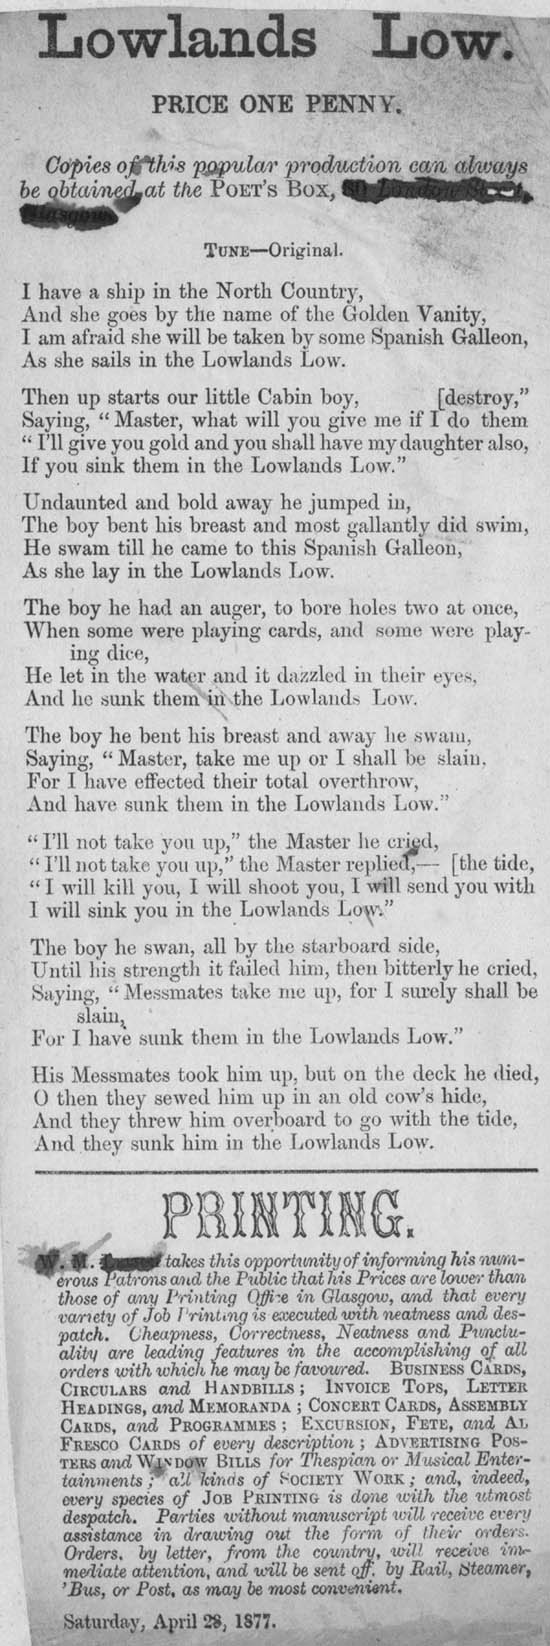 Lowlands Low.
PRICE ONE PENNY.
Copies of this popular production can always
be obtained at the POET'S BOX, 80 London Street,
Glasgow.
TUNE—Original.
I have a ship in the North Country,
And she goes by the name of the Golden Vanity,
I am afraid she will be taken by some Spanish Galleon,
As she sails in the Lowlands Low.
Then up starts our little Cabin boy, [destroy,"
Saying, "Master, what will you give me if I do them
"I'll give you gold and you shall have my daughter also,
If you sink them in the Lowlands Low."
Undaunted and bold away he jumped in,
The boy bent his breast and most gallantly did swim,
He swam till he came to this Spanish Galleon,
As she lay in the Lowlands Low.
The boy he had an auger, to bore holes two at once,
When some were playing cards, and some were play-
ing dice,
He let in the water and it dazzled in their eyes,
And he sunk them in the Lowlands Low.
The boy he bent his breast and away he swam,
Saying, "Master, take me up or I shall be slain,
For I have effected their total overthrow,
And have sunk them in the Lowlands Low."
"I'll not take you up," the Master he cried,
"I'll not take you up," the Master replied,— [the tide,
"I will kill you, I will shoot you, I will send you with
I will sink you in the Lowlands Low."
The boy he swan, all by the starboard side,
Until his strength it failed him, then bitterly he cried,
Saying, "Messmates take me up, for I surely shall be
slain,
For I have sunk them in the Lowlands Low."
His Messmates took him up, but on the deck he died,
O then they sewed him up in an old cow's hide,
And they threw him overboard to go with the tide,
And they sunk him in the Lowlands Low.
PRINTING.
W. M. takes this opportunity of informing his num-
erous Patrons and the Public that his Prices are lower than
those of any Printing Office in Glasgow, and that every
variety of Job Printing is executed with neatness and des-
patch. Cheapness, Correctness, Neatness and Punctu-
ality are leading features in the accomplishing of all
orders with which he may be favoured. BUSINESS CARDS,
CIRCULARS and HANDBILLS; INVOICE TOPS, LETTER
HEADINGS, and MEMORANDA; CONCERT CARDS, ASSEMBLY
CARDS, and PROGRAMMES; EXCURSION, FETE, and AL
FRESCO CARDS of every description; ADVERTISING POS-
TERS and WINDOW BILLS for Thespian or Musical Enter-
tainments; all kinds of SOCIETY WORK; and, indeed,
every species of JOB PRINTING is done with the utmost
despatch. Parties without manuscript will receive every
assistance in drawing out the form of their orders.
Orders, by letter, from the country, will receive im-
mediate attention, and will be sent off, by Rail, Steamer,
'Bus, or Post, as may be most convenient.
Saturday, April 28, 1877.